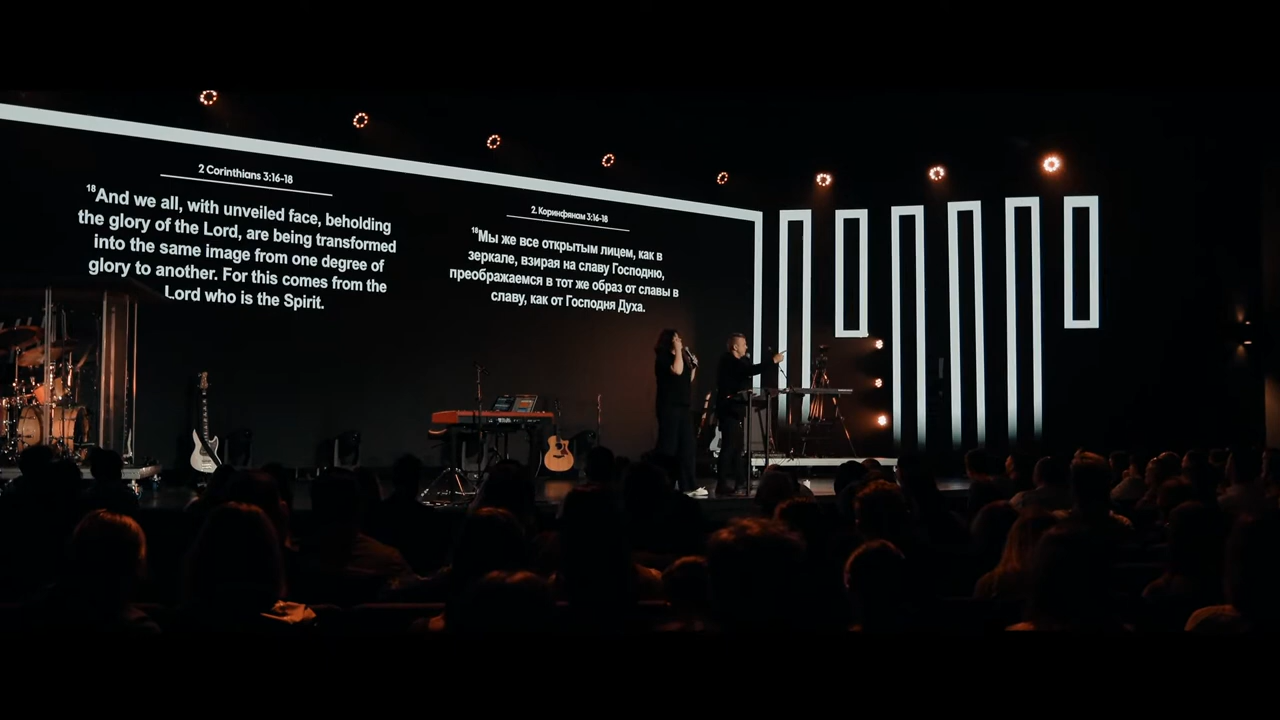 2 Corinthians 3:16-18
18And we all, with unveiled face, beholding
the glory of the Lord, are being transformed
into the same image from one degree of
glory to another. For this comes from the
Lord who is the Spirit.
2. Коринфянам 3:16-18
18Мы же все открытым лицем, как в
зеркале, взирая на славу Господню,
преображаемся в тот же образ от славы в
славу, как от Господня Духа.